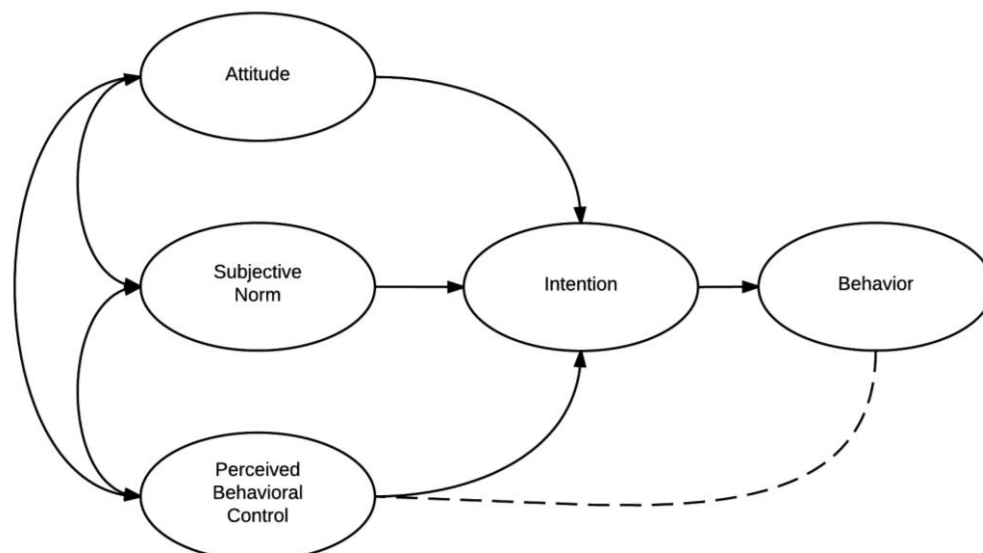 Attitude
Subjective
Norm
Intention
Behavior
Perceived
Behavioral
Control